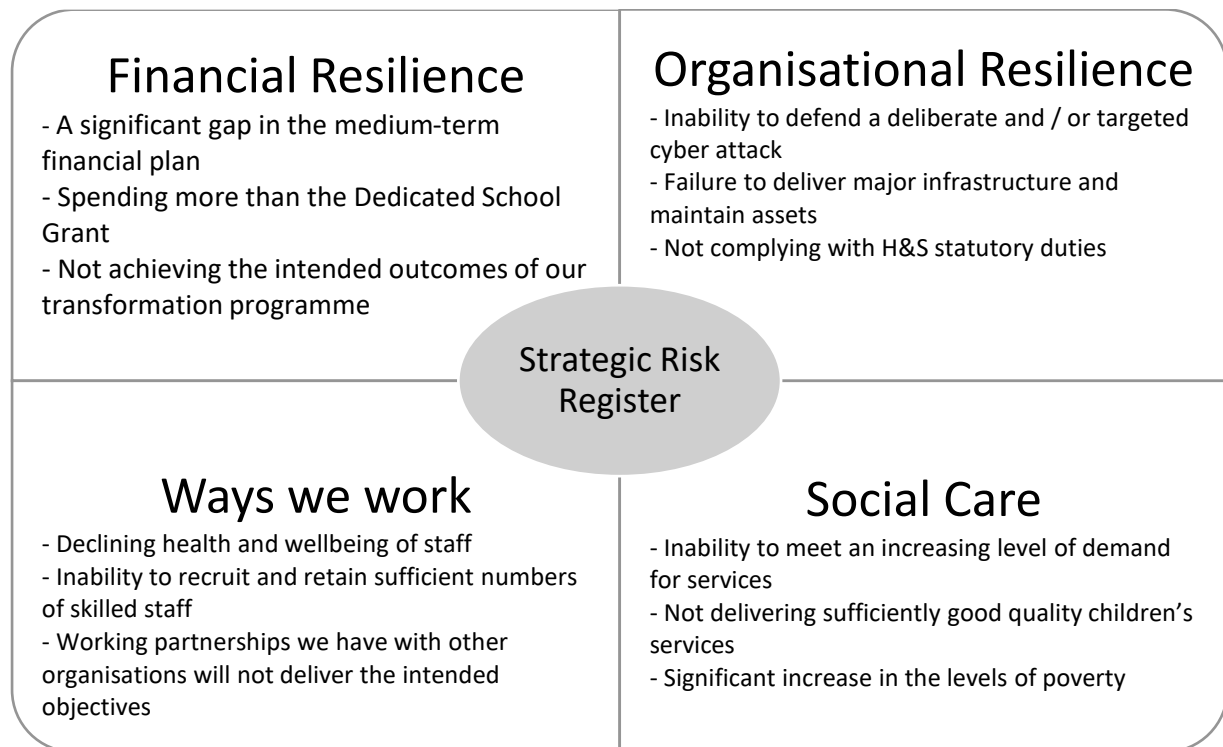 Financial Resilience
- A significant gap in the medium-term
financial plan
- Spending more than the Dedicated School
Grant
- Not achieving the intended outcomes of our
transformation programme
Organisational Resilience
- Inability to defend a deliberate and / or targeted
cyber attack
- Failure to deliver major infrastructure and
maintain assets
- Not complying with H&S statutory duties
Strategic Risk
Register
Ways we work
- Declining health and wellbeing of staff
- Inability to recruit and retain sufficient numbers
of skilled staff
- Working partnerships we have with other
organisations will not deliver the intended
objectives
Social Care
- Inability to meet an increasing level of demand
for services
- Not delivering sufficiently good quality children’s
services
- Significant increase in the levels of poverty